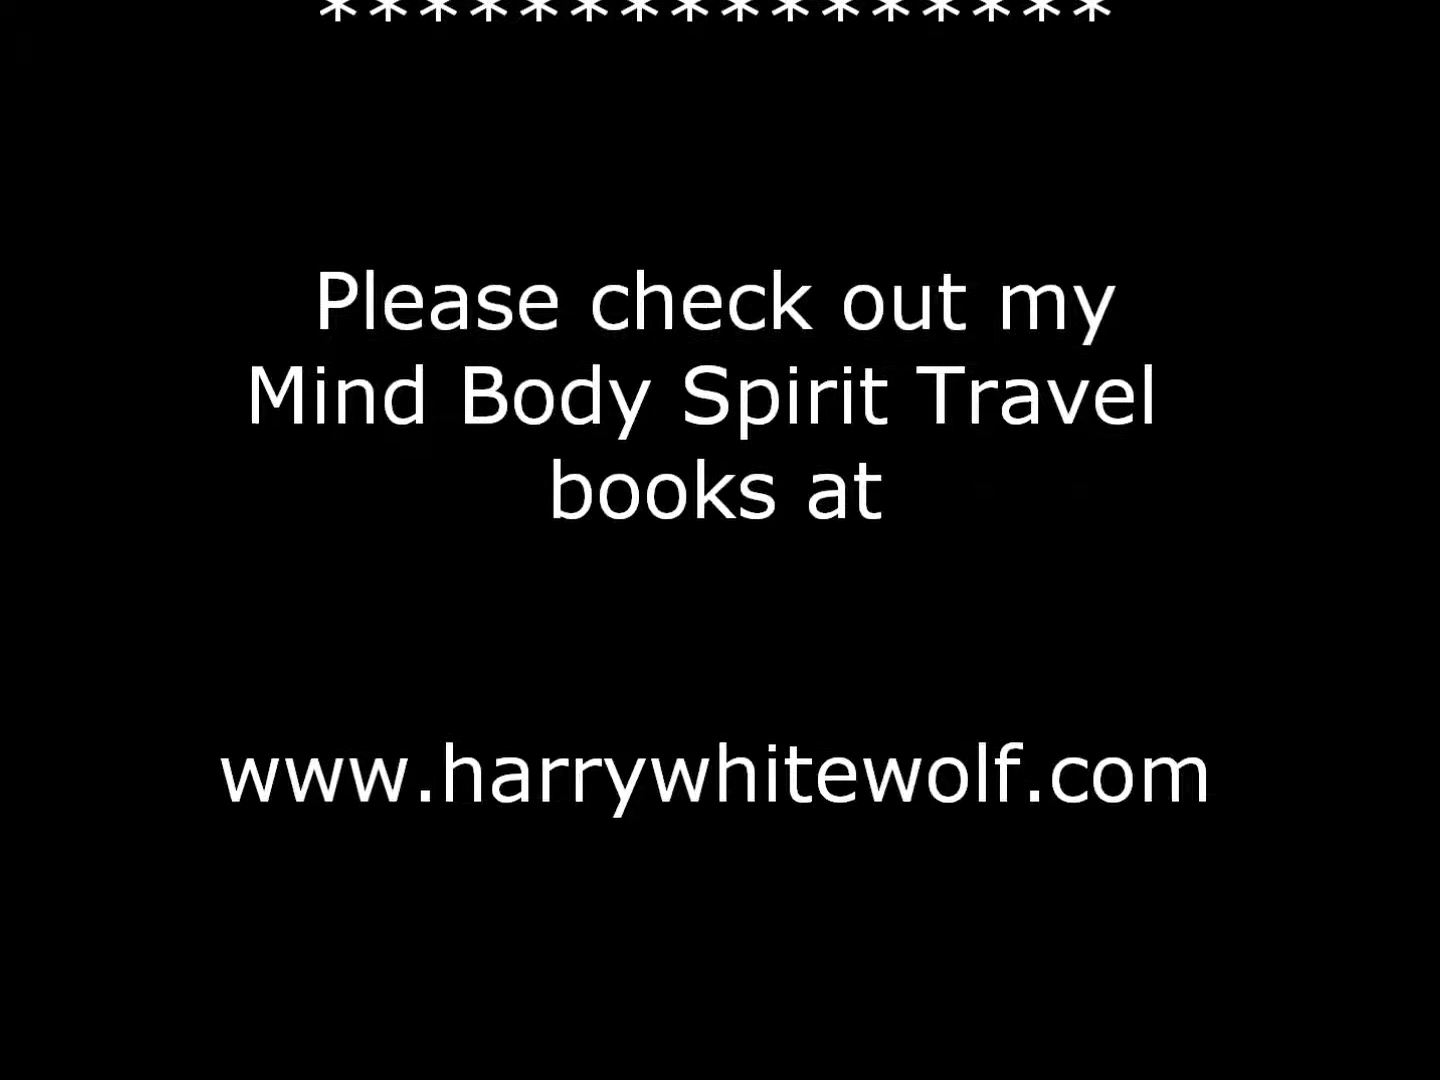 ****************
Please check out my
Mind Body Spirit Travel
books at
www.harrywhitewolf.com